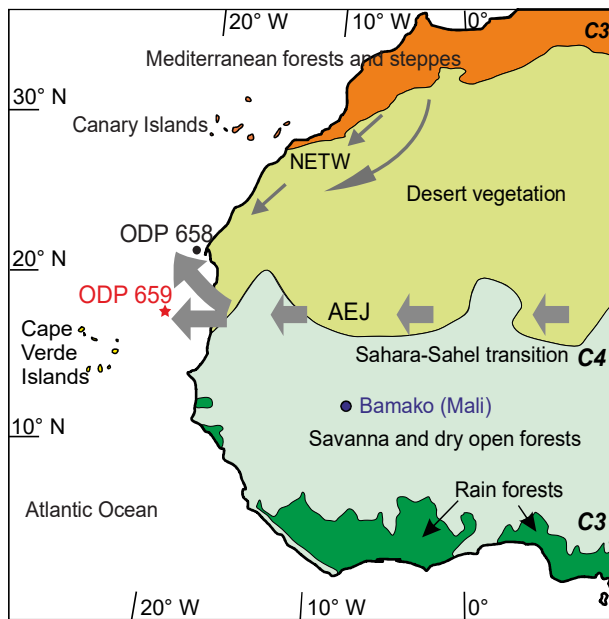 20° W
10° W
0°
C3
Mediterranean forests and steppes
30° N
Canary Islands
NETW
Desert vegetation
ODP 658
20° N
ODP 659
AEJ
Cape
Verde
Islands
Sahara-Sahel transition
C4
Bamako (Mali)
10° N
Savanna and dry open forests
Rain forests
Atlantic Ocean
C3
20° W
10° W
0°